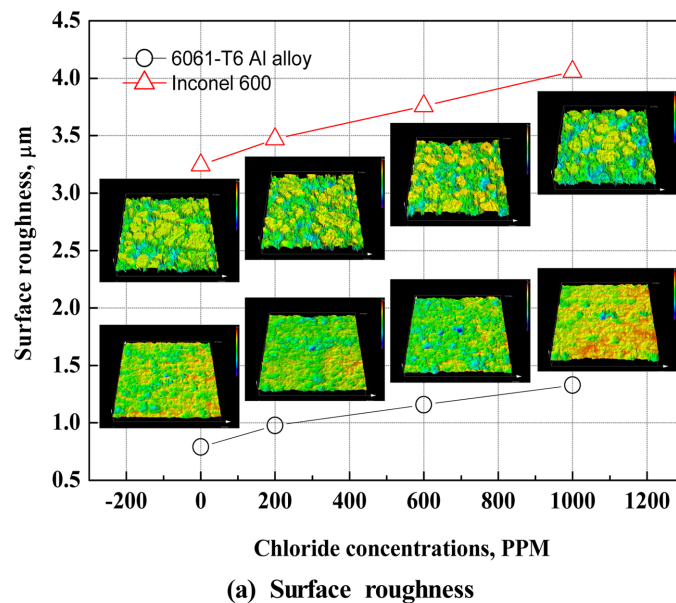 4.5
4.0
3.5
3.0
2.5
2.0
1.5
1.0
0.5
Surface roughness, μm
6061-T6 Al alloy
Inconel 600
-200 0 200 400 600 800 1000 1200
Chloride concentrations, PPM
(a) Surface roughness